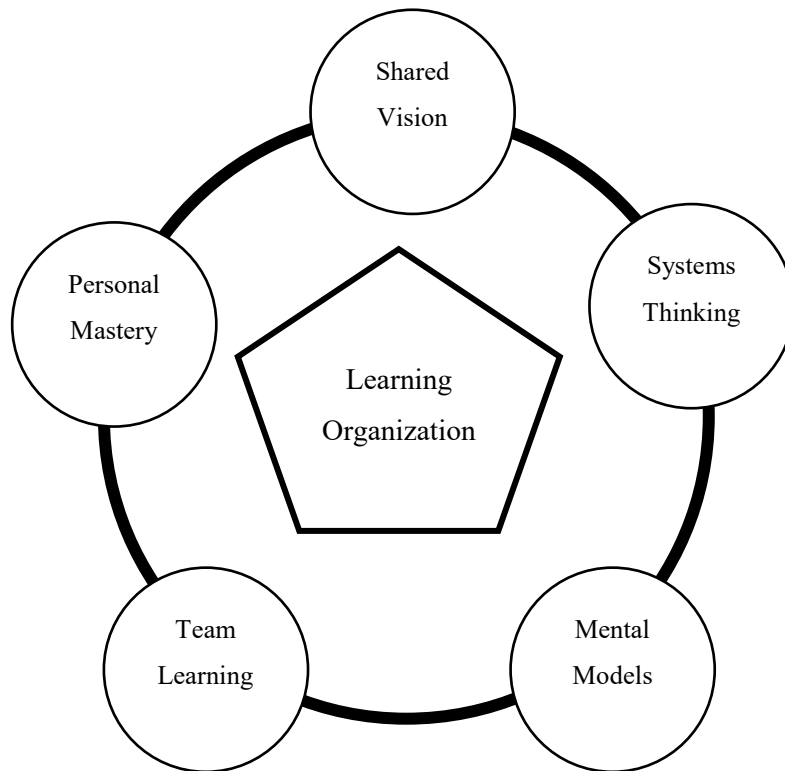 Shared
Vision
Systems
Thinking
Personal
Mastery
Learning
Organization
Team
Learning
Mental
Models